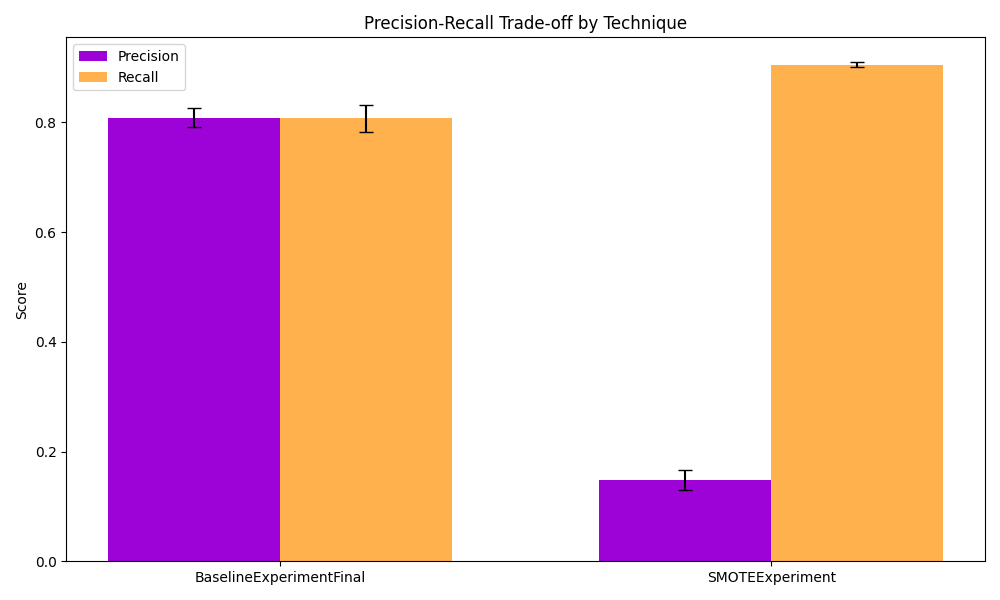 Precision-Recall Trade-off by Technique
Precision
Recall
Score
0.8
0.6
0.4
0.2
0.0
BaselineExperimentFinal
SMOTEExperiment